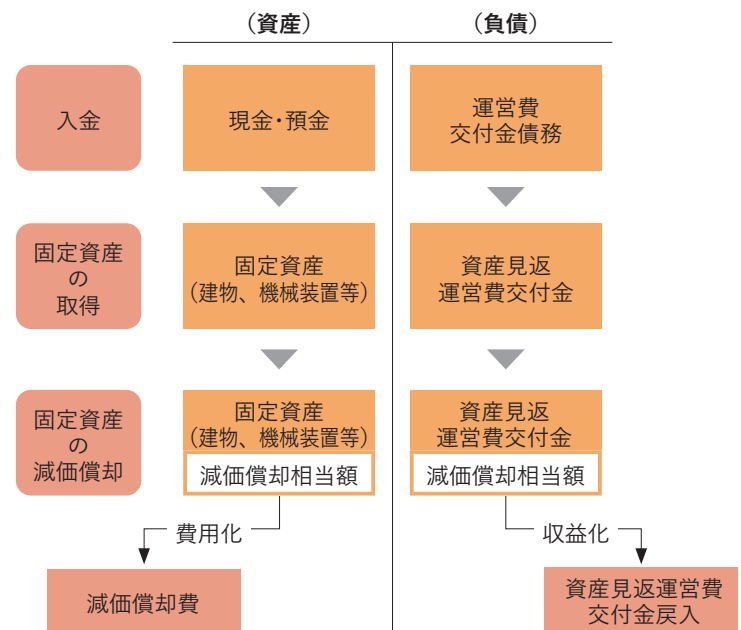 （資産）
（負債）
入金
現金・預金
運営費
交付金債務
固定資産
の
取得
固定資産
（建物、機械装置等）
資産見返
運営費交付金
固定資産
の
減価償却
固定資産
（建物、機械装置等）
減価償却相当額
資産見返
運営費交付金
減価償却相当額
費用化
収益化
減価償却費
資産見返運営費
交付金戻入